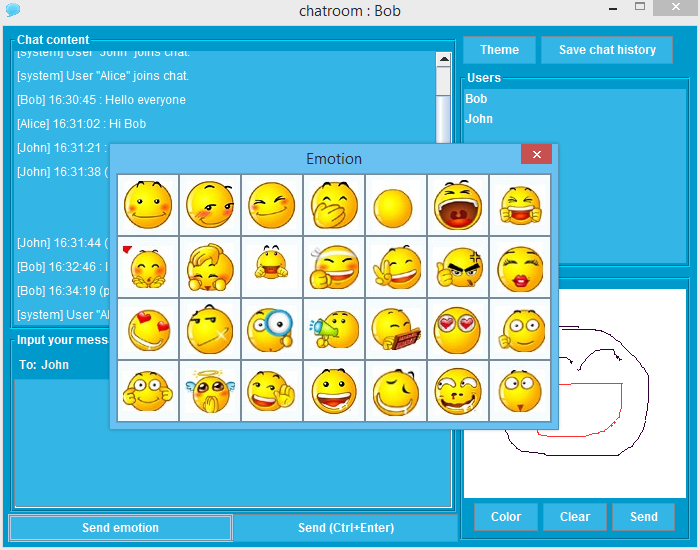 chatroom : Bob
Chat content
[system] User "John" joins chat.
[system] User "Alice" joins chat.
[Bob] 16:30:45 : Hello everyone
[Alice] 16:31:02 : Hi Bob
[John] 16:31:21 :
[John] 16:31:38 (
[John] 16:31:44 (
[Bob] 16:32:46 : I
[Bob] 16:34:19 (p
[system] User "Al
Theme
Save chat history
Users
Bob
John
Emotion
Input your messa
To: John
Send emotion
Send (Ctrl+Enter)
Color
Clear
Send